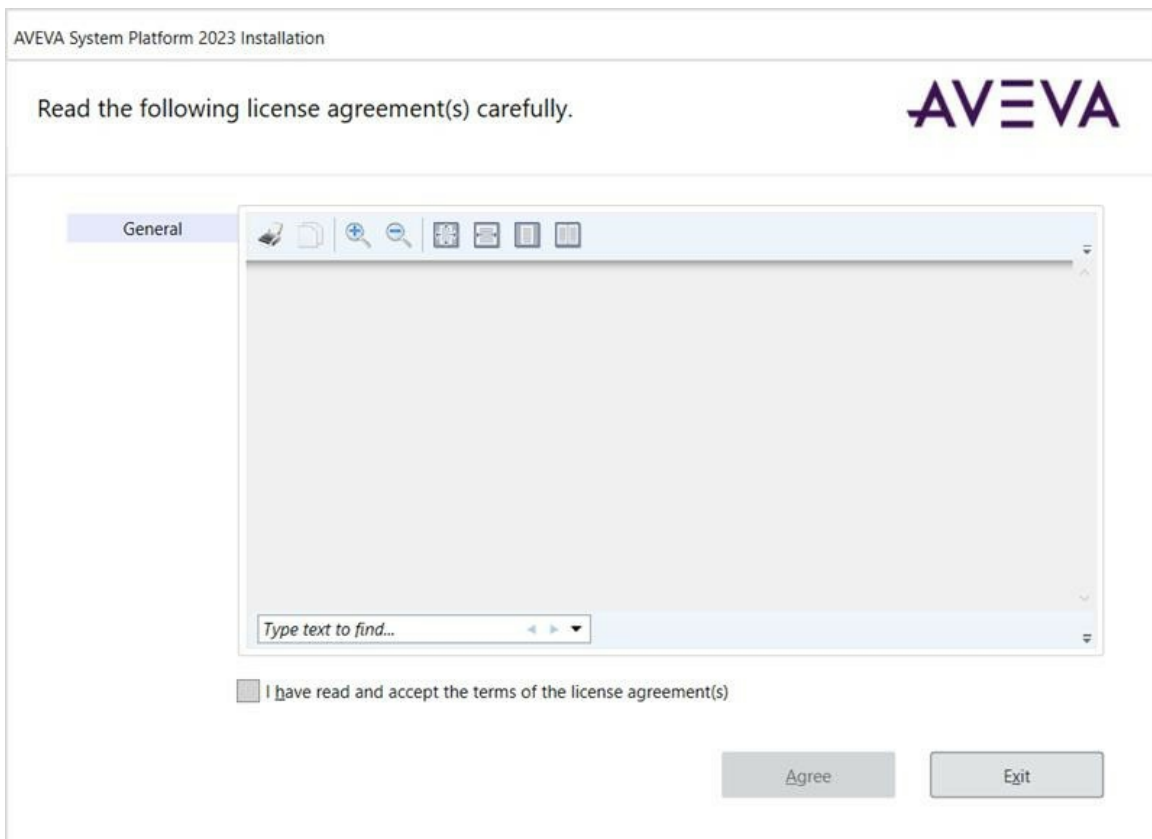 AVEVA System Platform 2023 Installation
Read the following license agreement(s) carefully.
AVEVA
General
Type text to find...
I have read and accept the terms of the license agreement(s)
Agree
Exit